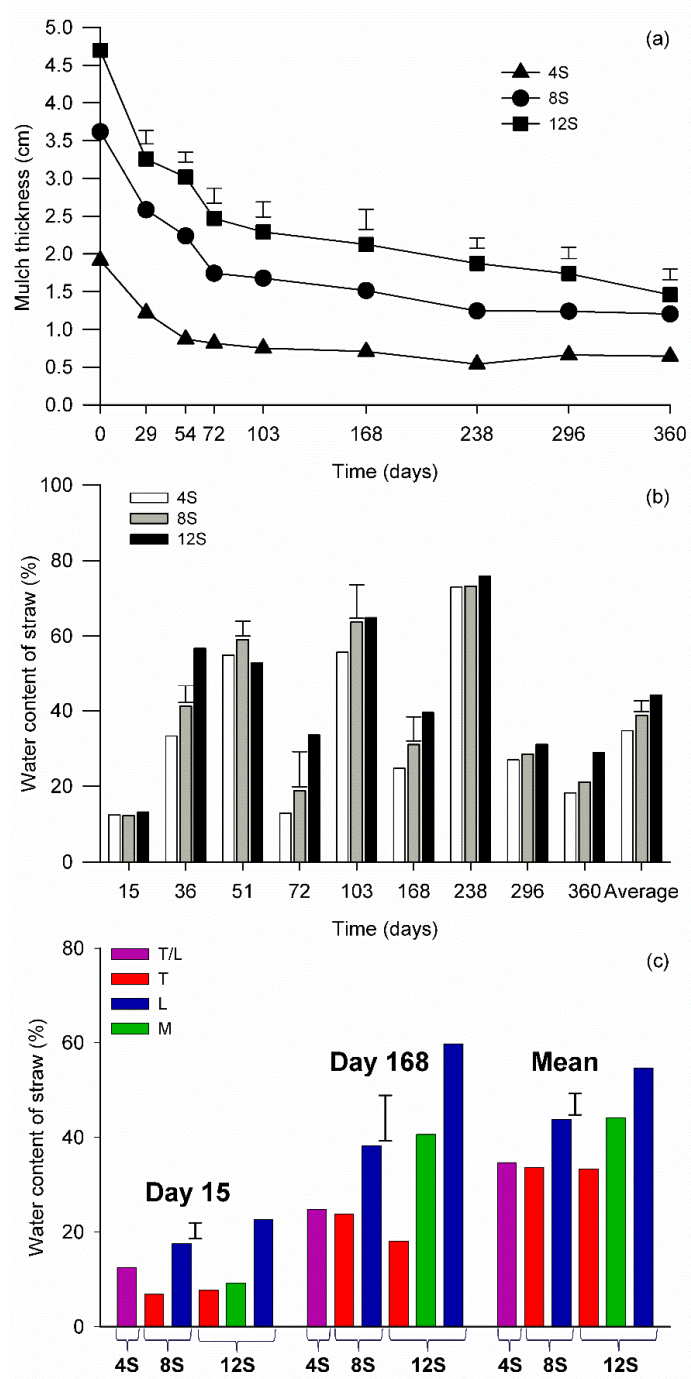 (a)
4S
8S
12S
5.0
4.5
4.0
3.5
3.0
2.5
2.0
1.5
1.0
0.5
0.0
Mulch thickness (cm)
0 29 54 72 103 168 238 296 360
Time (days)
(b)
4S
8S
12S
100
80
60
40
20
0
Water content of straw (%)
15 36 51 72 103 168 238 296 360 Average
Time (days)
(c)
T/L
T
L
M
80
60
40
20
0
Water content of straw (%)
Day 15
Day 168
Mean
4S 8S 12S 4S 8S 12S 4S 8S 12S